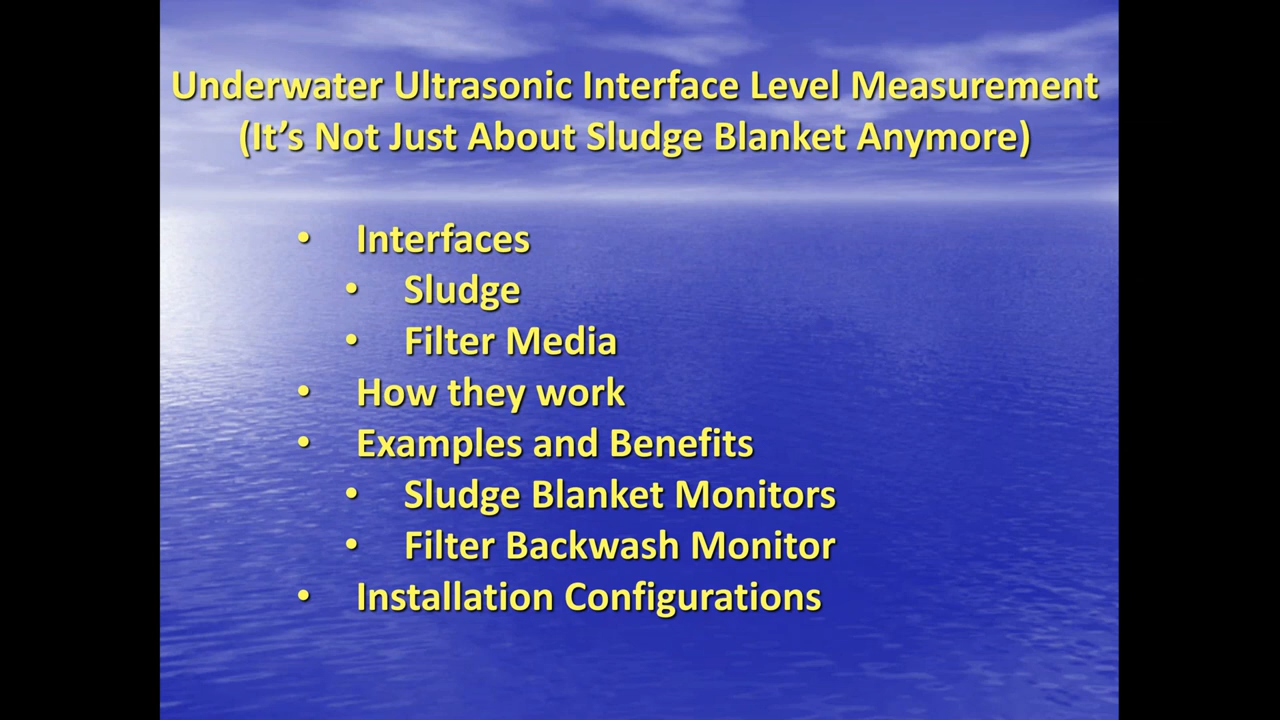 Underwater Ultrasonic Interface Level Measurement
(It's Not Just About Sludge Blanket Anymore)
• Interfaces
• Sludge
• Filter Media
• How they work
• Examples and Benefits
• Sludge Blanket Monitors
• Filter Backwash Monitor
• Installation Configurations